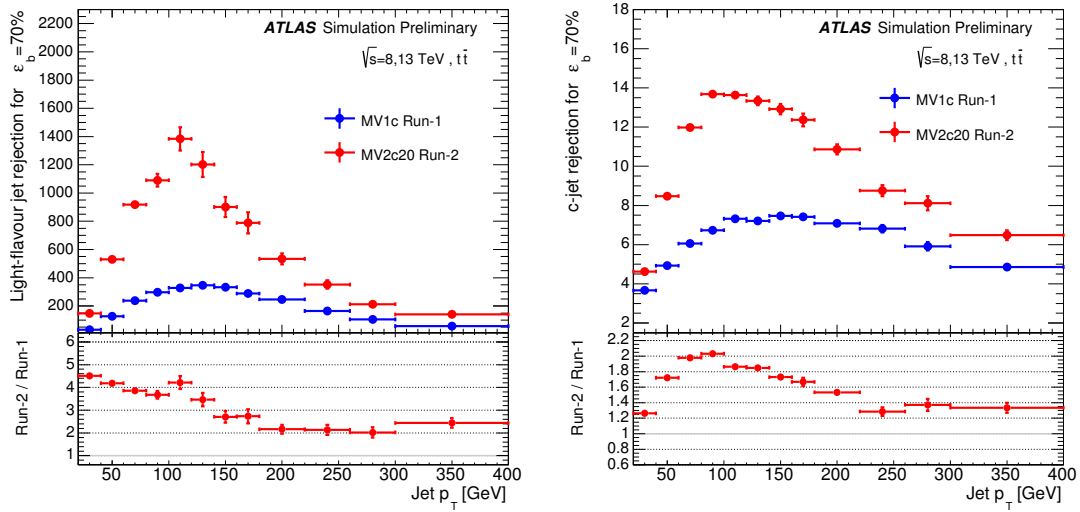 Light-flavour jet rejection for ε_b=70%
2200
2000
1800
1600
1400
1200
1000
800
600
400
200
ATLAS Simulation Preliminary
√s=8,13 TeV , tt̄
MV1c Run-1
MV2c20 Run-2
Run-2 / Run-1
6
5
4
3
2
1
50 100 150 200 250 300 350 400
Jet p_T [GeV]
c-jet rejection for ε_b=70%
18
16
14
12
10
8
6
4
2
ATLAS Simulation Preliminary
√s=8,13 TeV , tt̄
MV1c Run-1
MV2c20 Run-2
Run-2 / Run-1
2.2
2
1.8
1.6
1.4
1.2
1
0.8
0.6
50 100 150 200 250 300 350 400
Jet p_T [GeV]